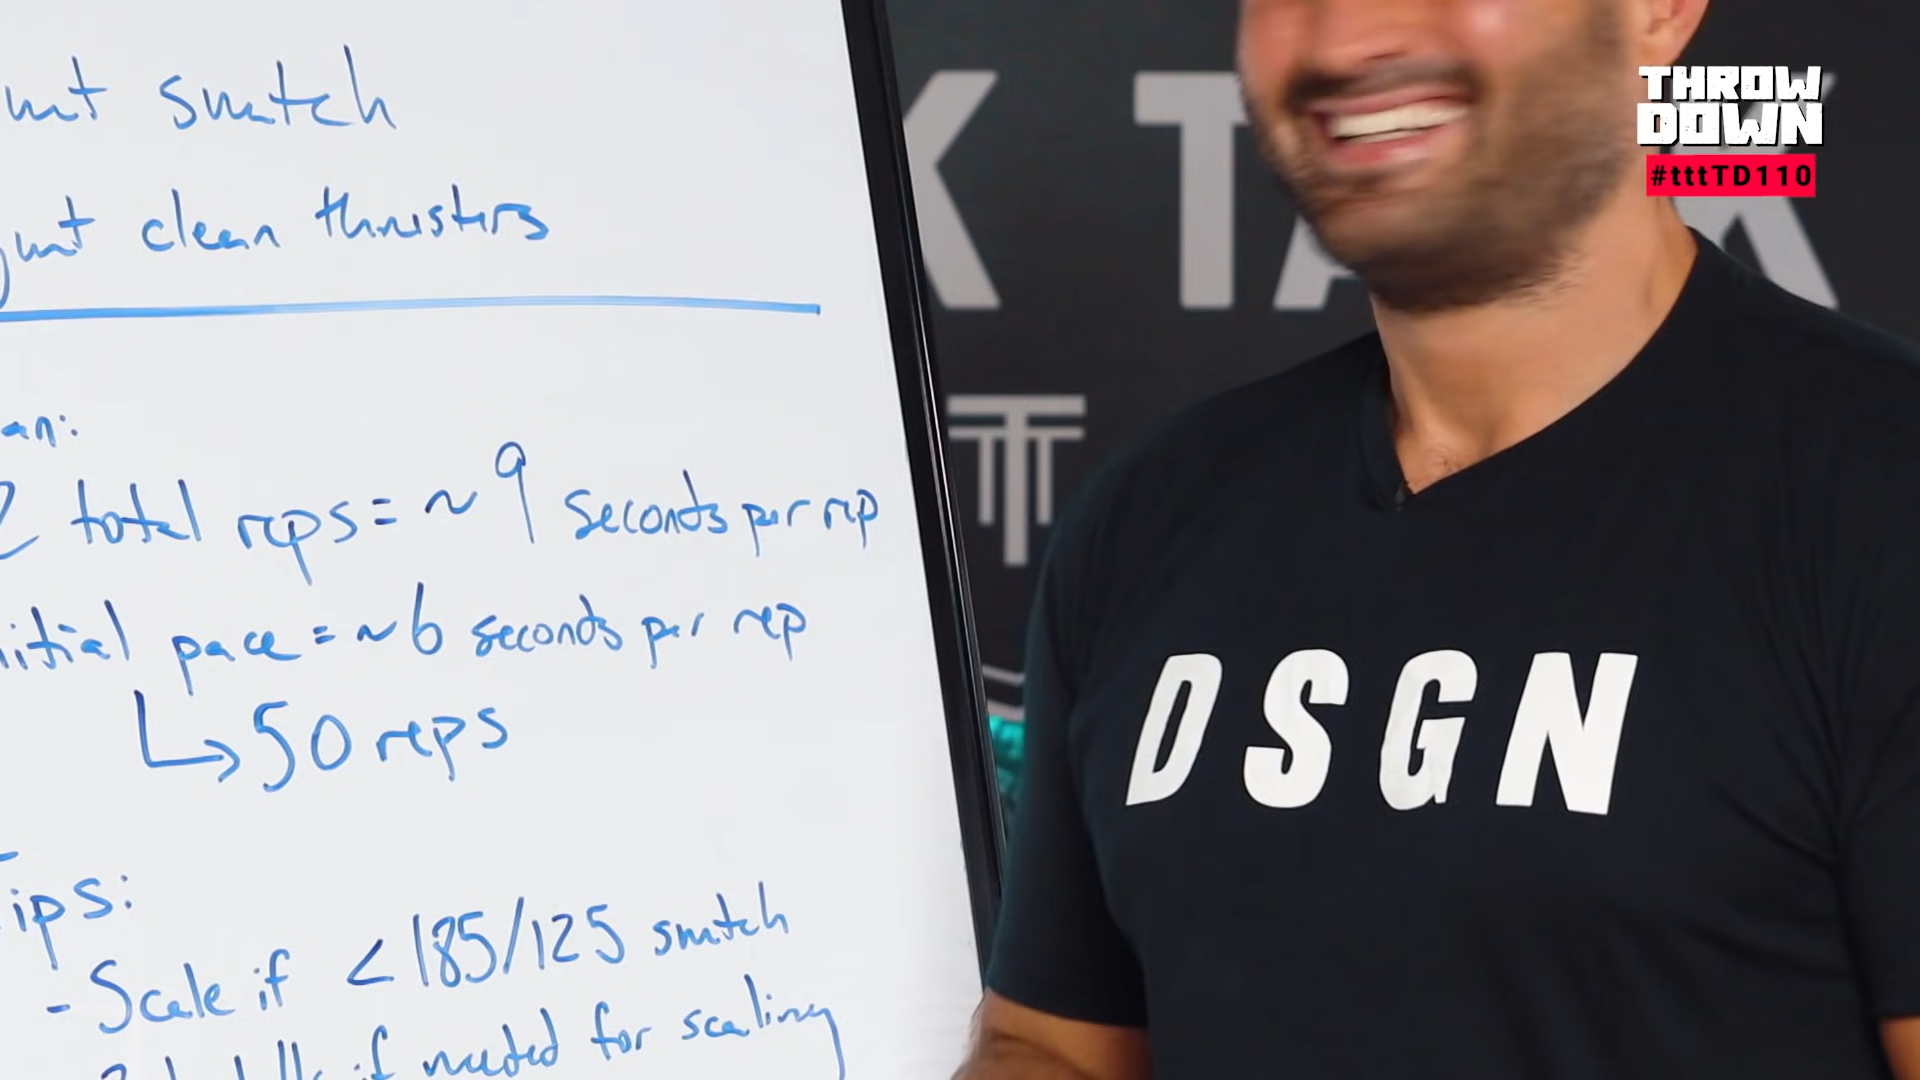 snatch
clean thrusters
total reps = ~9 seconds per rep
pace = ~6 seconds per rep
↳ 50 reps
Tips:
- Scale if <185/125 snatch
if needed for scaling
THROW
DOWN
#tttTD110
DSGN